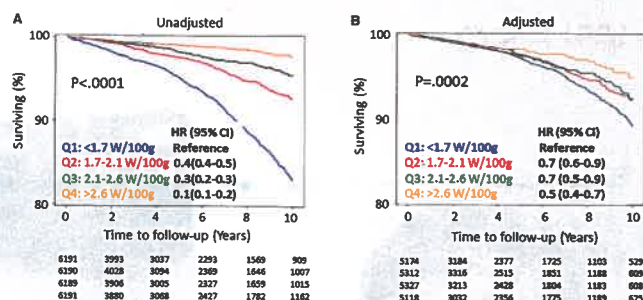 A
Unadjusted
100
90
80
Surviving (%)
P<.0001
HR (95% CI)
Q1: <1.7 W/100g Reference
Q2: 1.7-2.1 W/100g 0.4(0.4-0.5)
Q3: 2.1-2.6 W/100g 0.3(0.2-0.3)
Q4: >2.6 W/100g 0.1(0.1-0.2)
0 2 4 6 8 10
Time to follow-up (Years)
6191 3993 3037 2293 1569 909
6190 4028 3094 2369 1646 1007
6189 3906 3005 2327 1659 1015
6191 3880 3068 2427 1782 1162
B
Adjusted
100
90
80
Surviving (%)
P=.0002
HR (95% CI)
Q1: <1.7 W/100g Reference
Q2: 1.7-2.1 W/100g 0.7 (0.6-0.9)
Q3: 2.1-2.6 W/100g 0.7 (0.5-0.9)
Q4: >2.6 W/100g 0.5 (0.4-0.7)
0 2 4 6 8 10
Time to follow-up (Years)
5174 3184 2377 1725 1103 529
5312 3316 2515 1851 1188
5327 3213 2428 1804 1183
5118 3032 2356 1775